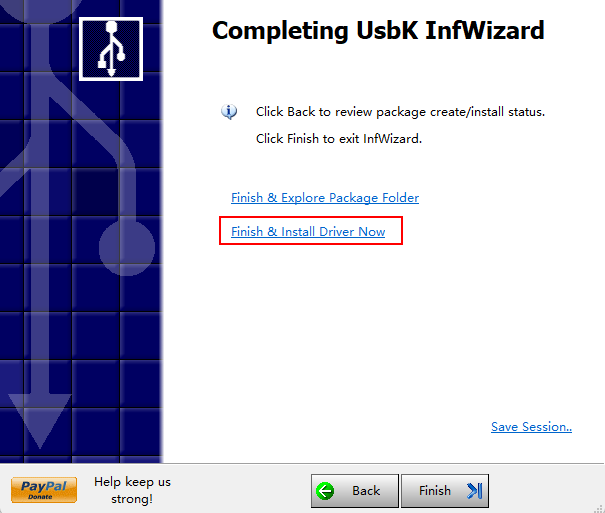 Completing UsbK InfWizard
Click Back to review package create/install status.
Click Finish to exit InfWizard.
Finish & Explore Package Folder
Finish & Install Driver Now
Save Session..
PayPal
Donate
Help keep us
strong!
Back
Finish